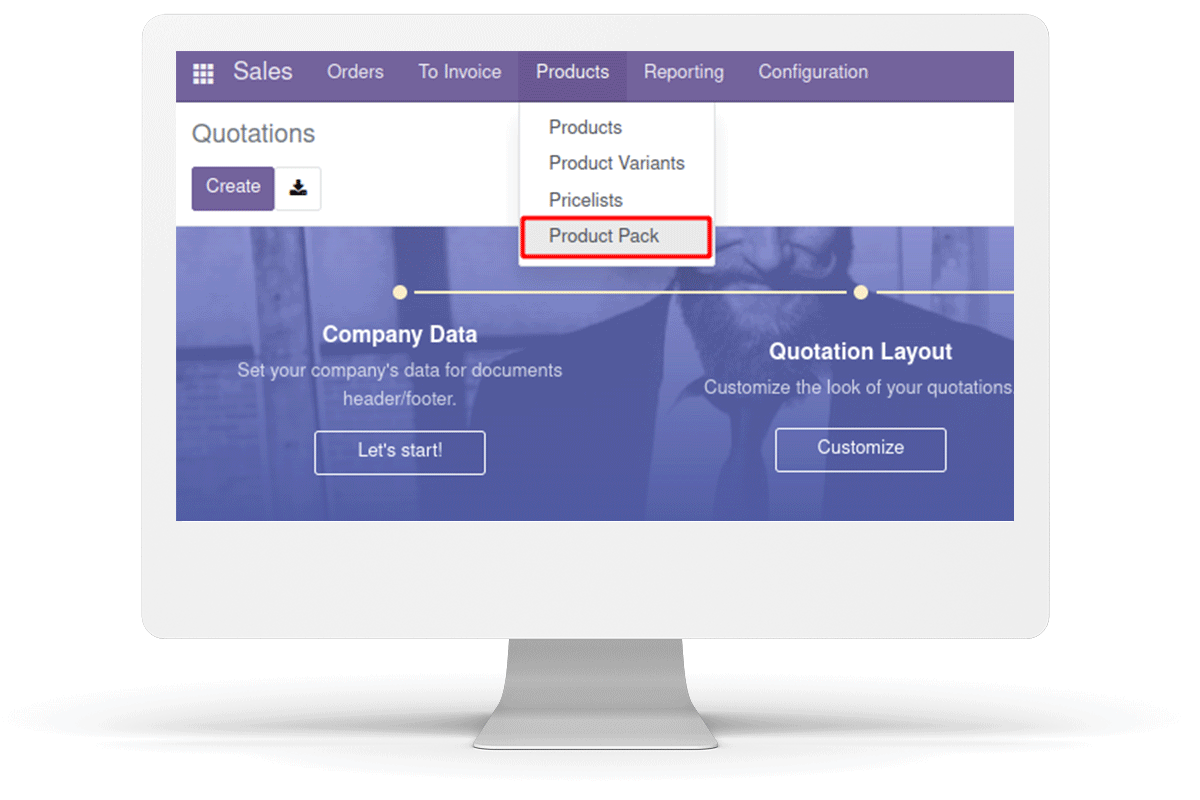 Sales Orders To Invoice Products Reporting Configuration
Quotations
Create
Products
Product Variants
Pricelists
Product Pack
Company Data
Set your company's data for documents
header/footer.
Let's start!
Quotation Layout
Customize the look of your quotations.
Customize